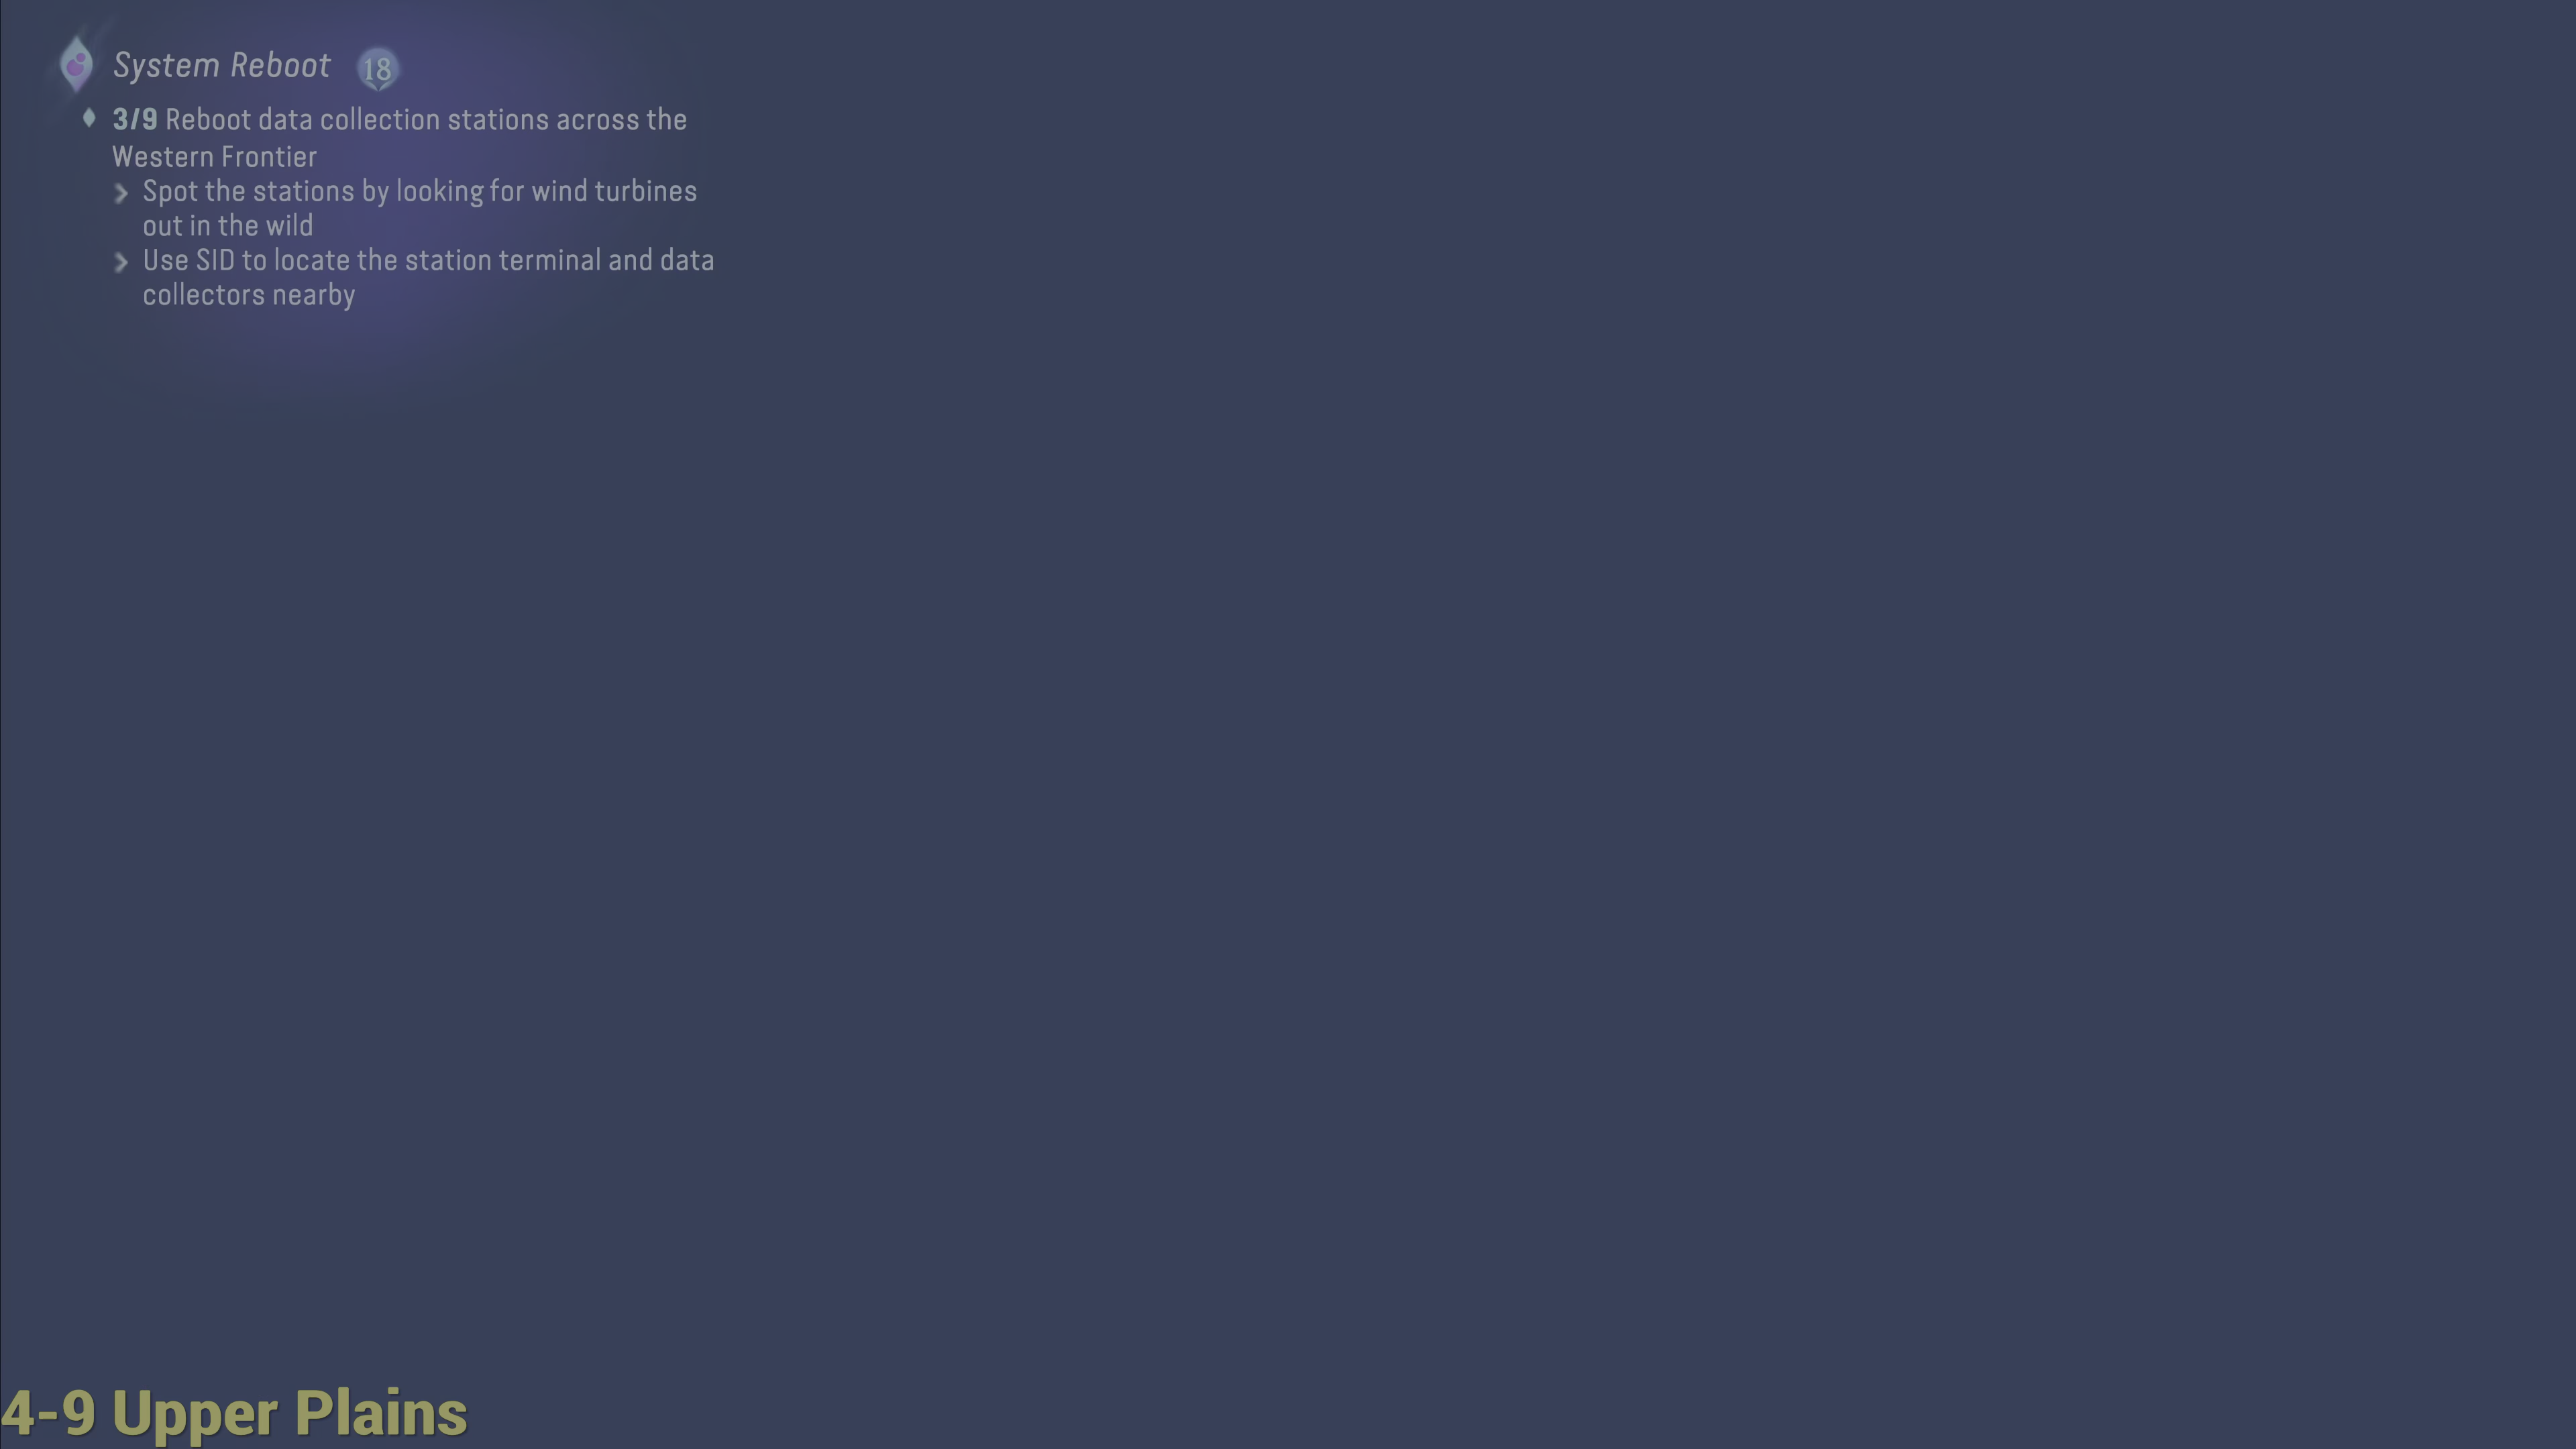 System Reboot 18
3/9 Reboot data collection stations across the
Western Frontier
Spot the stations by looking for wind turbines
out in the wild
Use SID to locate the station terminal and data
collectors nearby
4-9 Upper Plains